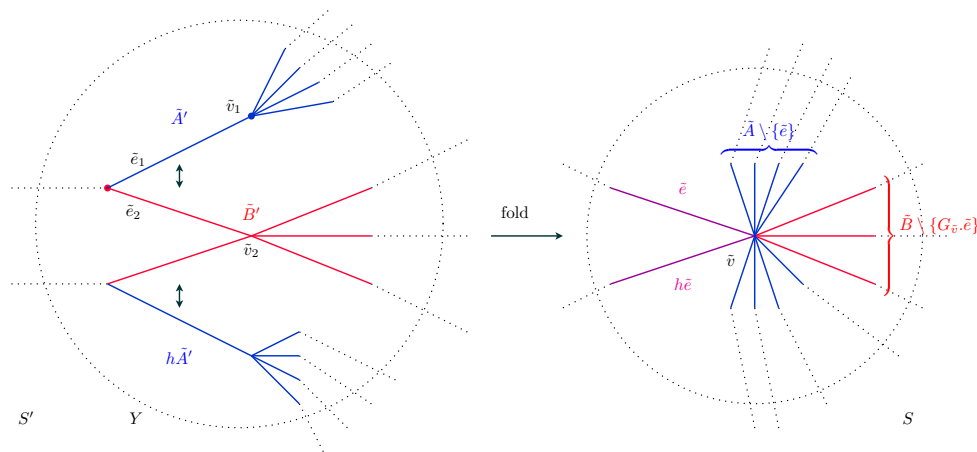 Ã′
ṽ₁
ẽ₁
ẽ₂
B̃′
ṽ₂
hÃ′
S′
Y
fold
Ã \ {ẽ}
ẽ
B̃ \ {G_ṽ.ẽ}
ṽ
hẽ
S